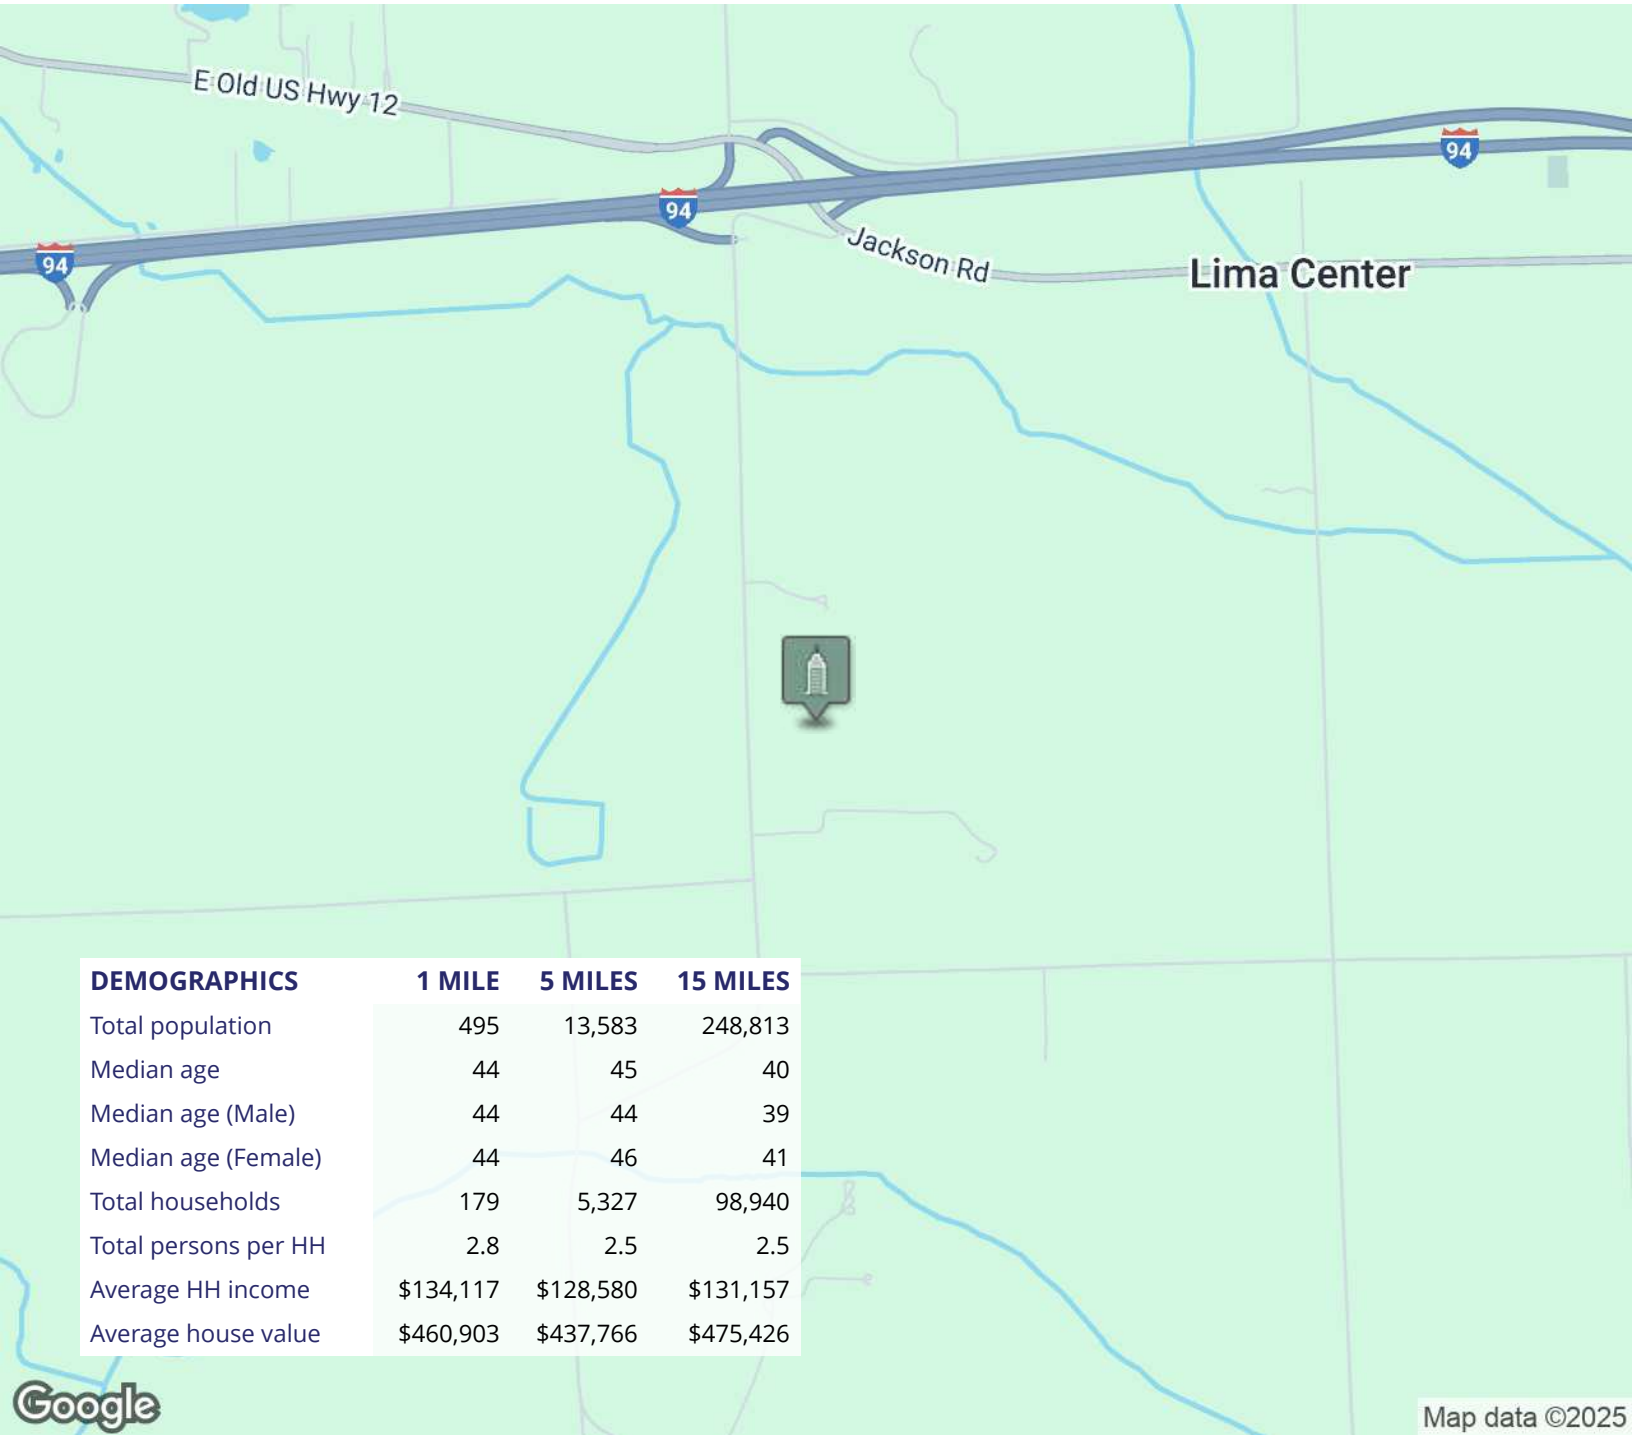 E Old US Hwy 12
94
94
94
Jackson Rd
Lima Center
DEMOGRAPHICS 1 MILE 5 MILES 15 MILES
Total population 495 13,583 248,813
Median age 44 45 40
Median age (Male) 44 44 39
Median age (Female) 44 46 41
Total households 179 5,327 98,940
Total persons per HH 2.8 2.5 2.5
Average HH income $134,117 $128,580 $131,157
Average house value $460,903 $437,766 $475,426
Google
Map data ©2025